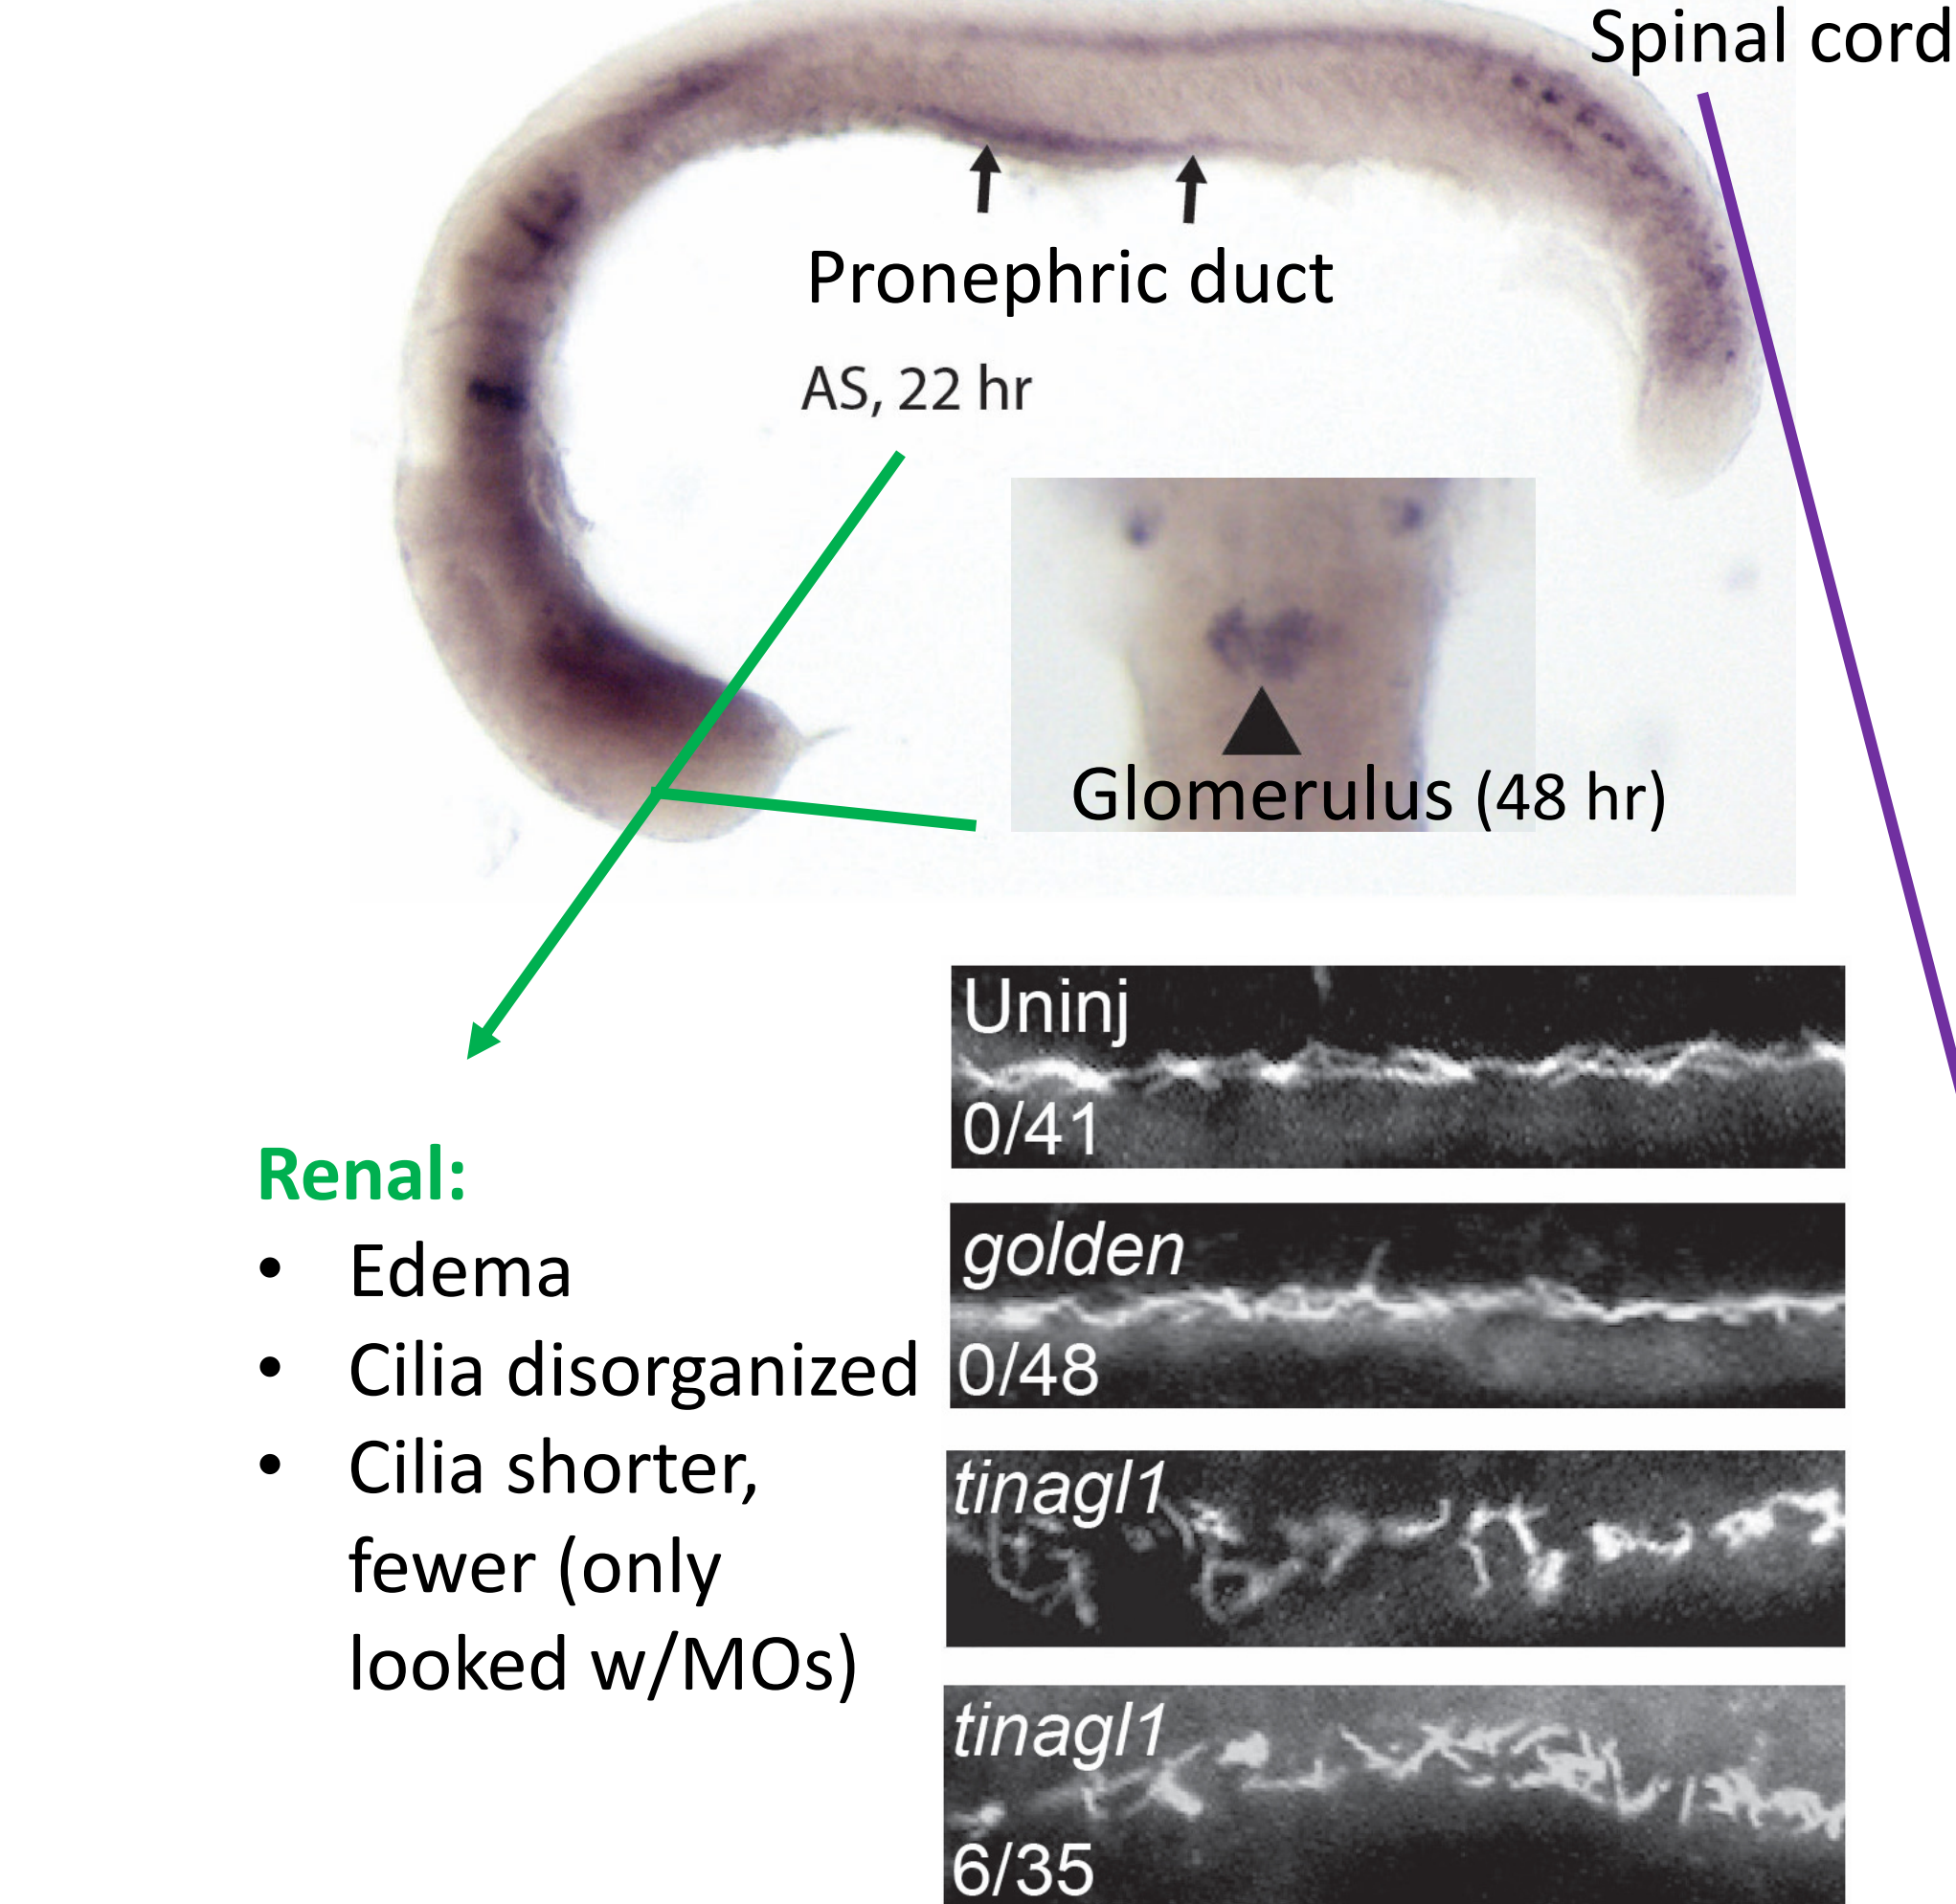 Spinal cord
Pronephric duct
AS, 22 hr
Glomerulus (48 hr)
Renal:
• Edema
• Cilia disorganized
• Cilia shorter,
fewer (only
looked w/MOs)
Uninj
0/41
golden
0/48
tinagl1
tinagl1
6/35